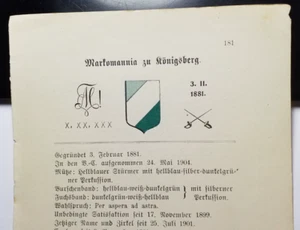 181
Markomannia zu Königsberg.
3. II.
1881.
X. XX. XXX
Gegründet 3. Februar 1881.
In den B.-C. aufgenommen 24. Mai 1904.
Mütze: Hellblauer Stürmer mit hellblau-silber-dunkelgrü-
ner Perkussion.
Burschenband: hellblau-weiß-dunkelgrün } mit silberner
Fuchsband: dunkelgrün-weiß-hellblau } Perkussion.
Wahlspruch: Per aspera ad astra.
Unbedingte Satisfaktion seit 17. November 1899.
Jetziger Name und Zirkel seit 25. Juli 1901.